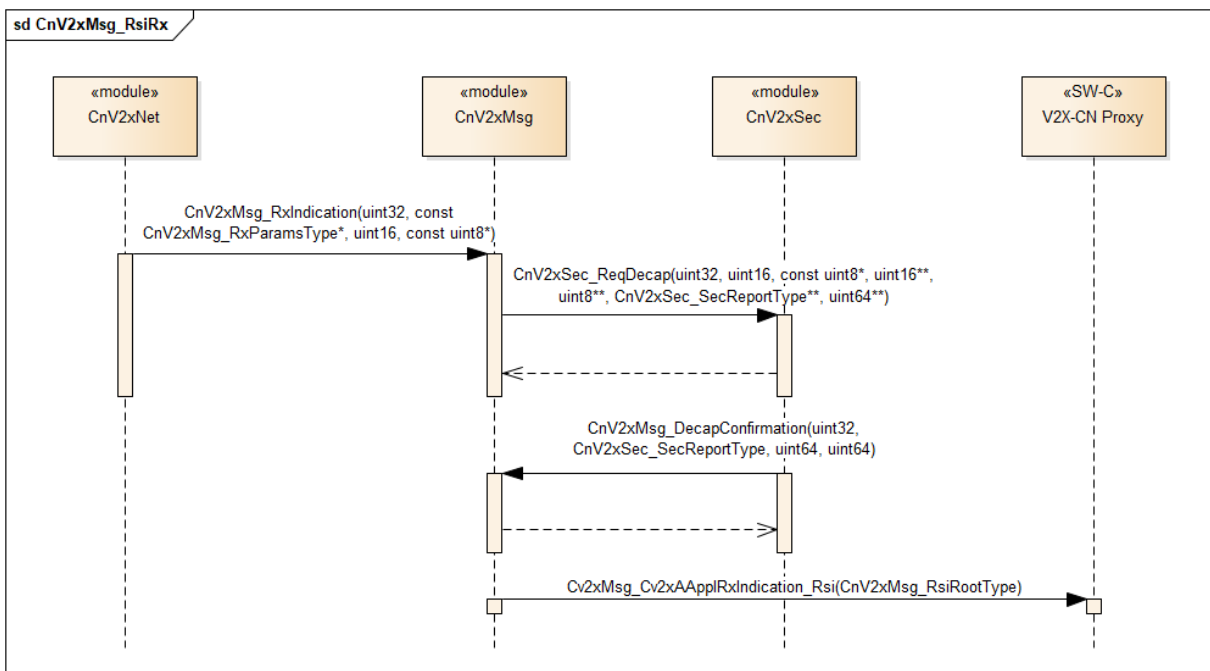 sd CnV2xMsg_RsiRx
«module»
CnV2xNet
«module»
CnV2xMsg
«module»
CnV2xSec
«SW-C»
V2X-CN Proxy
CnV2xMsg_RxIndication(uint32, const
CnV2xMsg_RxParamsType*, uint16, const uint8*)
CnV2xSec_ReqDecap(uint32, uint16, const uint8*, uint16**,
uint8**, CnV2xSec_SecReportType**, uint64**)
CnV2xMsg_DecapConfirmation(uint32,
CnV2xSec_SecReportType, uint64, uint64)
Cv2xMsg_Cv2xAApplRxIndication_Rsi(CnV2xMsg_RsiRootType)